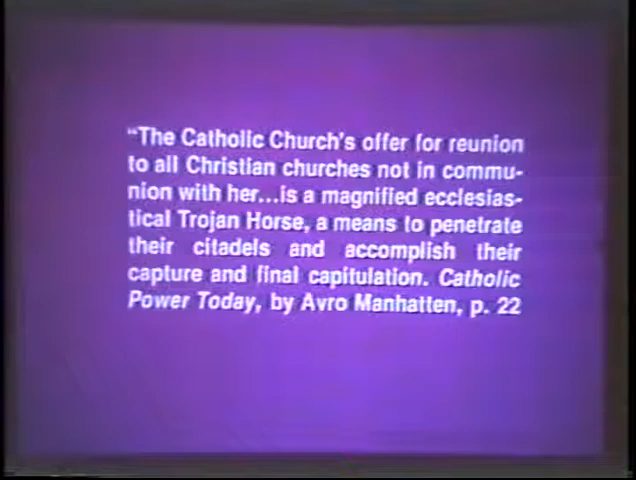 "The Catholic Church's offer for reunion
to all Christian churches not in commu-
nion with her...is a magnified ecclesias-
tical Trojan Horse, a means to penetrate
their citadels and accomplish their
capture and final capitulation. Catholic
Power Today, by Avro Manhatten, p. 22